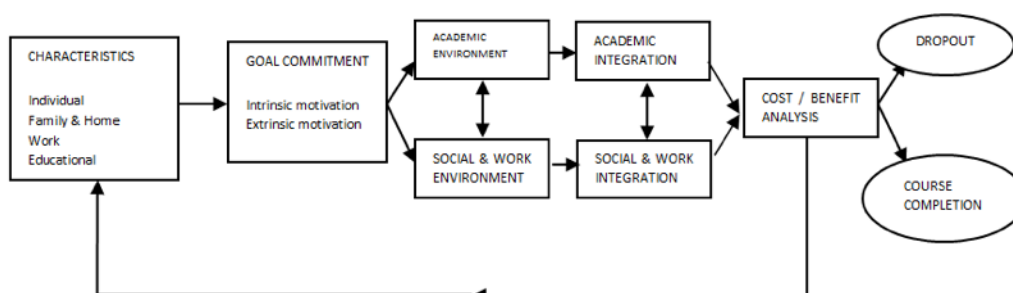 CHARACTERISTICS
Individual
Family & Home
Work
Educational
GOAL COMMITMENT
Intrinsic motivation
Extrinsic motivation
ACADEMIC
ENVIRONMENT
SOCIAL & WORK
ENVIRONMENT
ACADEMIC
INTEGRATION
SOCIAL & WORK
INTEGRATION
COST / BENEFIT
ANALYSIS
DROPOUT
COURSE
COMPLETION